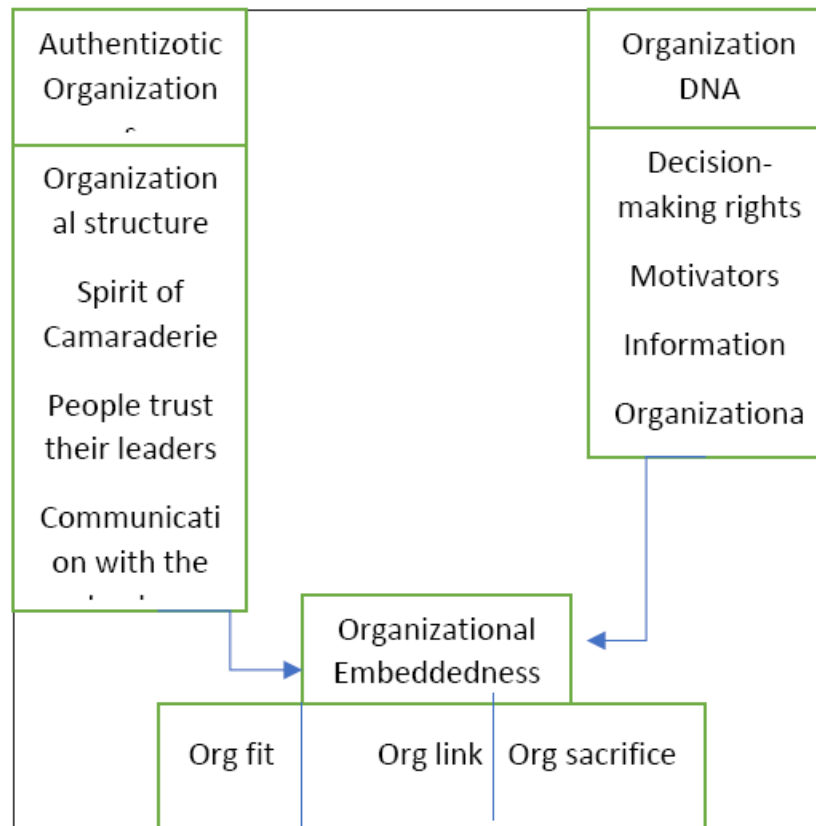 Authentizotic
Organization
Organization
al structure
Spirit of
Camaraderie
People trust
their leaders
Communicati
on with the
Organization
DNA
Decision-
making rights
Motivators
Information
Organizationa
Organizational
Embeddedness
Org fit
Org link
Org sacrifice